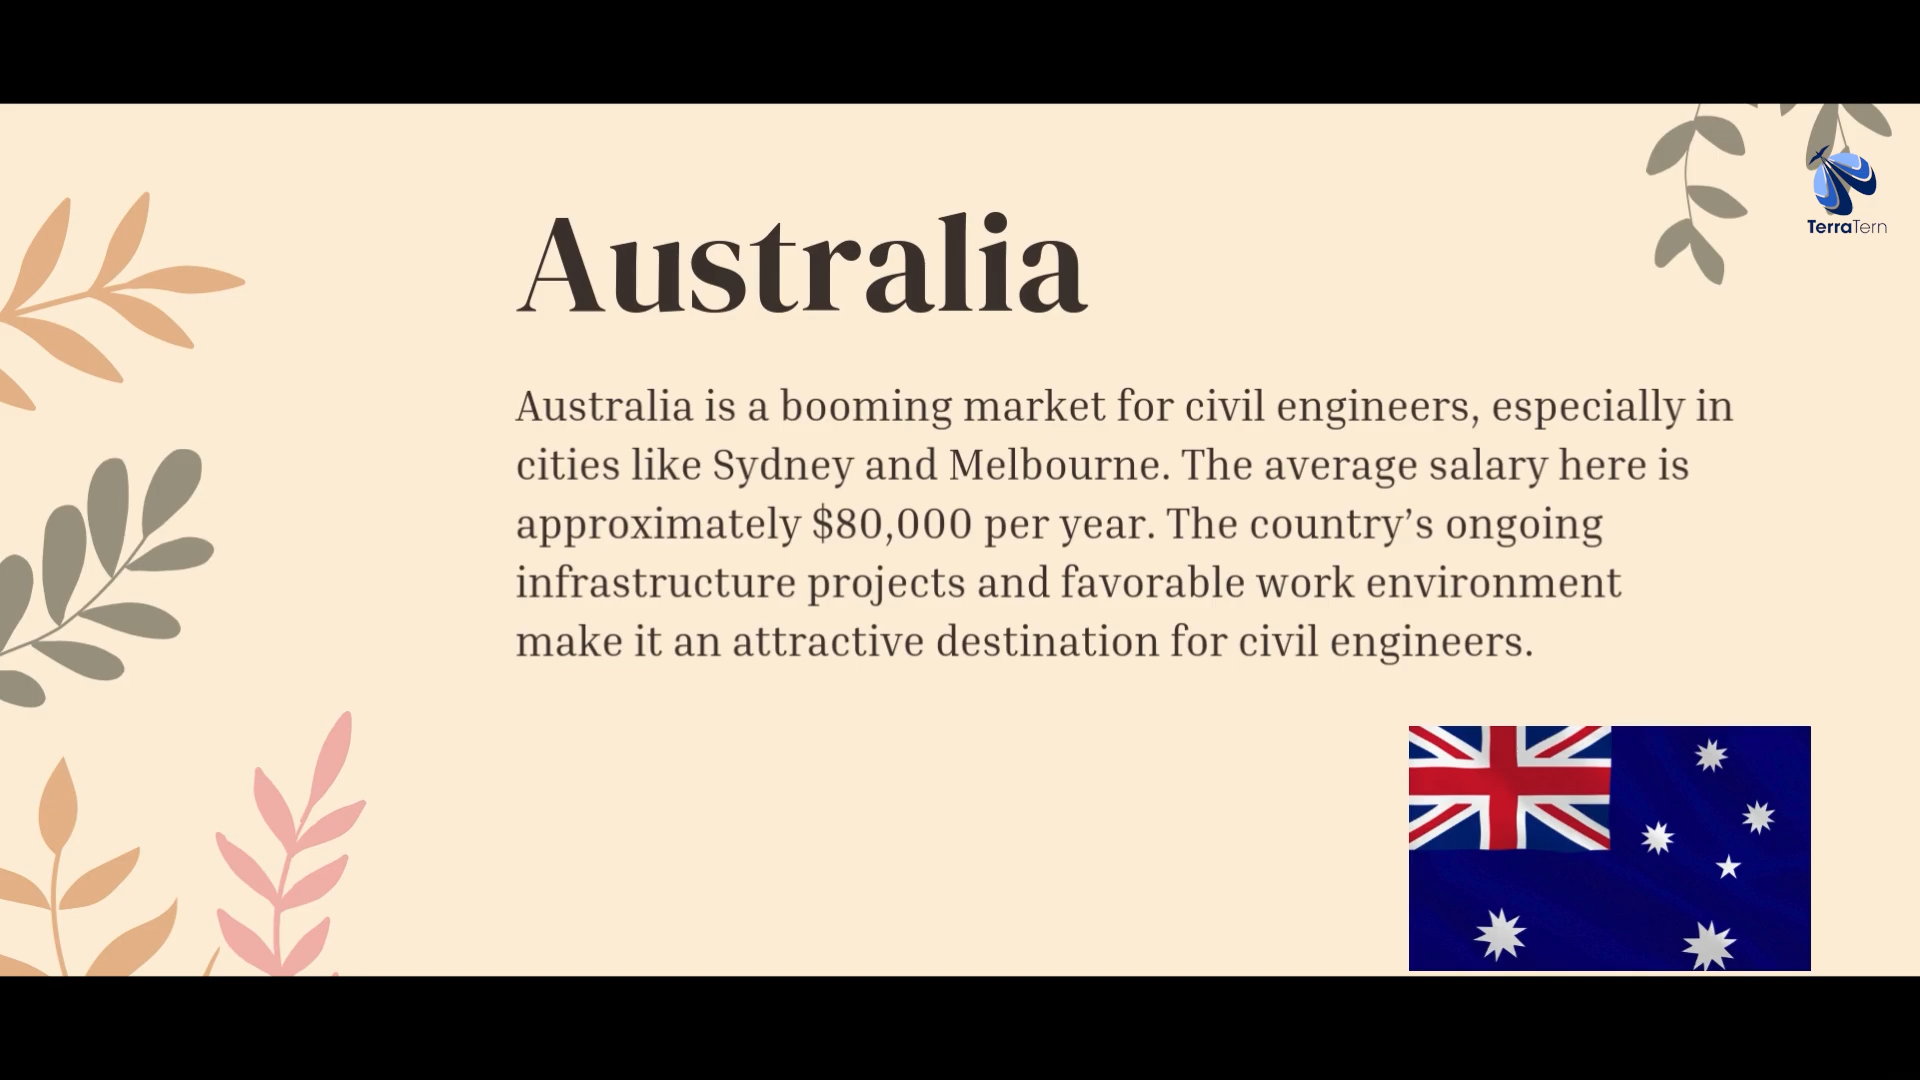 TerraTern
Australia
Australia is a booming market for civil engineers, especially in
cities like Sydney and Melbourne. The average salary here is
approximately $80,000 per year. The country’s ongoing
infrastructure projects and favorable work environment
make it an attractive destination for civil engineers.